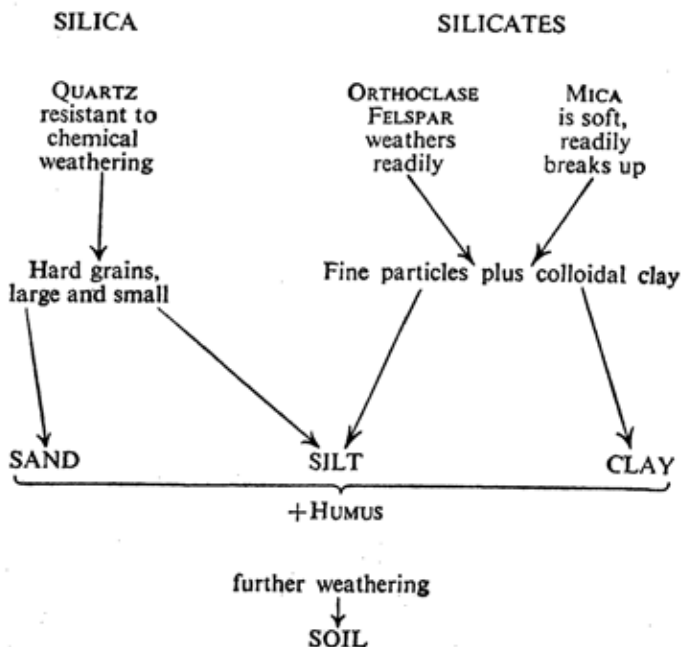 SILICA
SILICATES
QUARTZ
resistant to
chemical
weathering
ORTHOCLASE
FELSPAR
weathers
readily
MICA
is soft,
readily
breaks up
Hard grains,
large and small
Fine particles plus colloidal clay
SAND
SILT
CLAY
+HUMUS
further weathering
SOIL